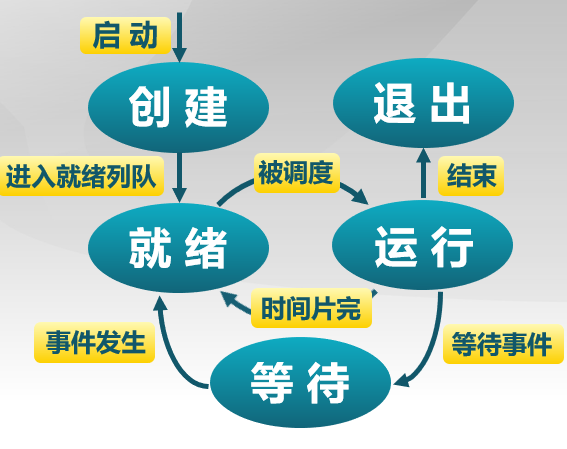 启动
创建
退出
进入就绪列队
被调度
结束
就绪
运行
时间片完
事件发生
等待事件
等待